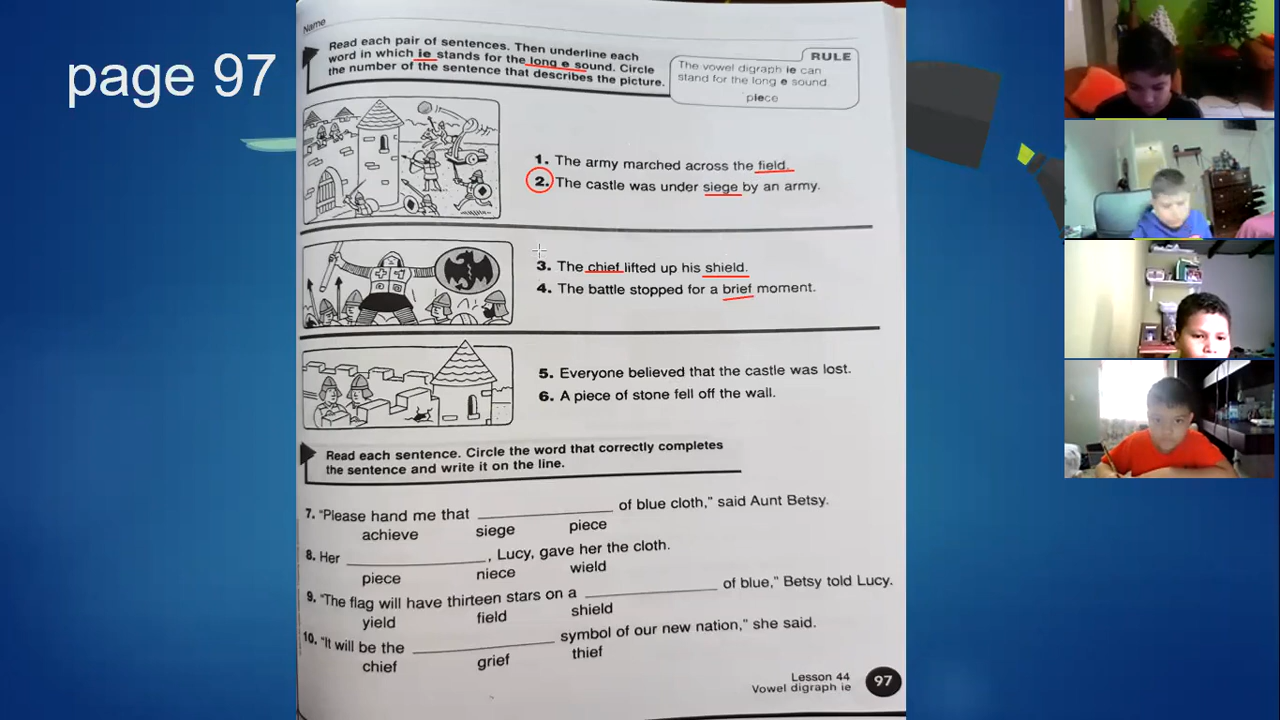 page 97
Name
Read each pair of sentences. Then underline each
word in which ie stands for the long e sound. Circle
the number of the sentence that describes the picture.
RULE
The vowel digraph ie can
stand for the long e sound.
piece
1. The army marched across the field.
2. The castle was under siege by an army.
3. The chief lifted up his shield.
4. The battle stopped for a brief moment.
5. Everyone believed that the castle was lost.
6. A piece of stone fell off the wall.
Read each sentence. Circle the word that correctly completes
the sentence and write it on the line.
7. "Please hand me that ____________ of blue cloth," said Aunt Betsy.
achieve siege piece
8. Her ____________, Lucy, gave her the cloth.
piece niece wield
9. "The flag will have thirteen stars on a ____________ of blue," Betsy told Lucy.
yield field shield
10. "It will be the ____________ symbol of our new nation," she said.
chief grief thief
Lesson 44
Vowel digraph ie
97